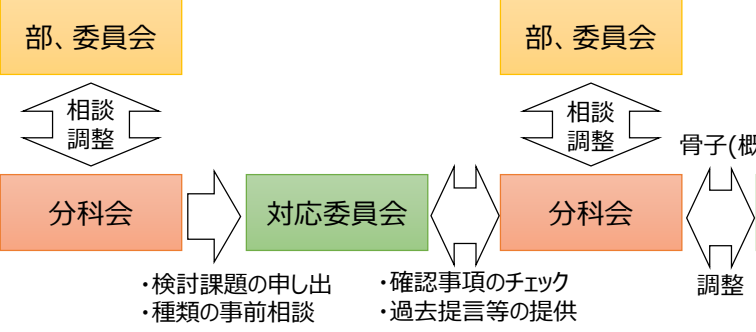 部、委員会
部、委員会
相談
調整
相談
調整
骨子(概
分科会
対応委員会
分科会
調整
・検討課題の申し出
・種類の事前相談
・確認事項のチェック
・過去提言等の提供